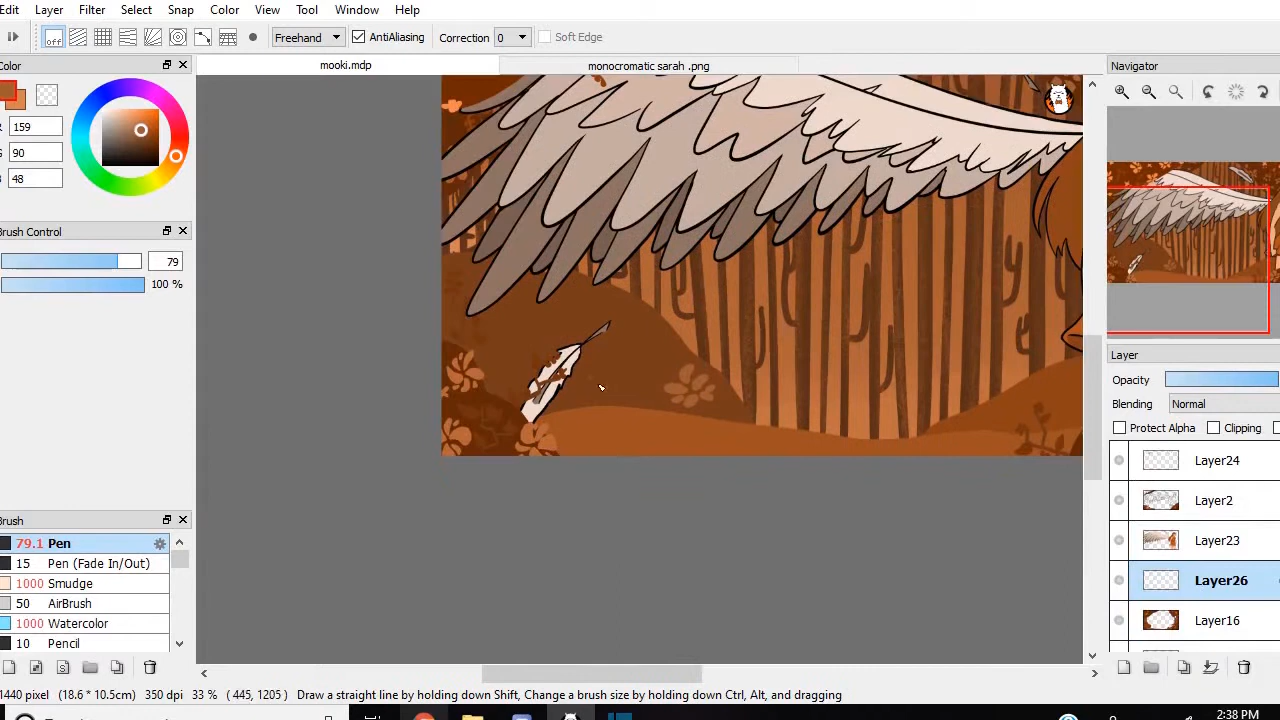 Edit Layer Filter Select Snap Color View Tool Window Help
off Freehand AntiAliasing Correction 0 Soft Edge
Color
mooki.mdp monocromatic sarah .png
Navigator
R 159
G 90
B 48
Brush Control
79
100 %
Layer
Opacity
Blending Normal
Protect Alpha Clipping
Layer24
Layer2
Layer23
Layer26
Layer16
Brush
79.1 Pen
15 Pen (Fade In/Out)
1000 Smudge
50 AirBrush
1000 Watercolor
10 Pencil
1440 pixel (18.6 * 10.5cm) 350 dpi 33 % ( 445, 1205 ) Draw a straight line by holding down Shift, Change a brush size by holding down Ctrl, Alt, and dragging
2:38 PM